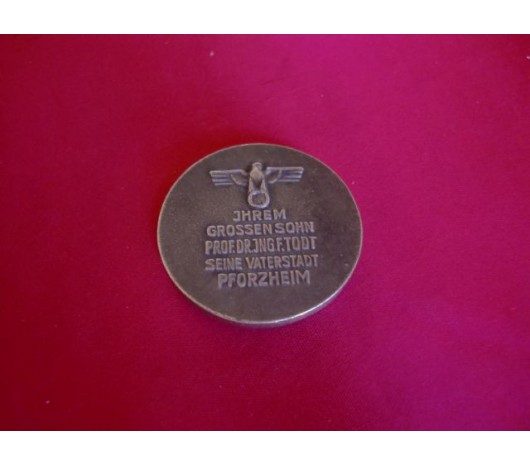 JHREM
GROSSEN SOHN
PROF.DR.JNG.F.TODT
SEINE VATERSTADT
PFORZHEIM